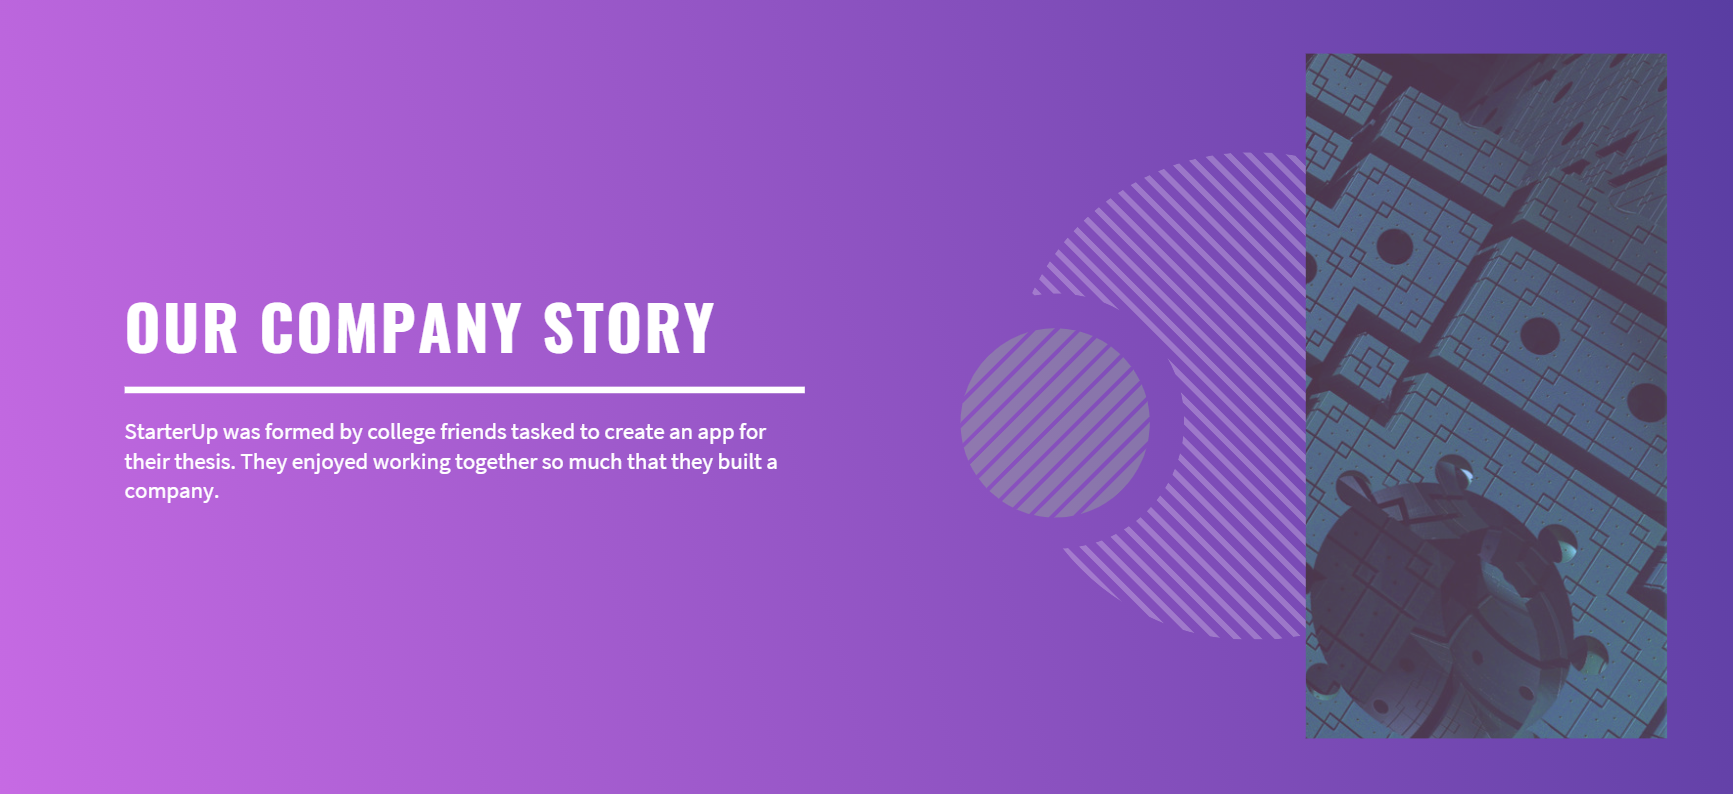 OUR COMPANY STORY
StarterUp was formed by college friends tasked to create an app for
their thesis. They enjoyed working together so much that they built a
company.